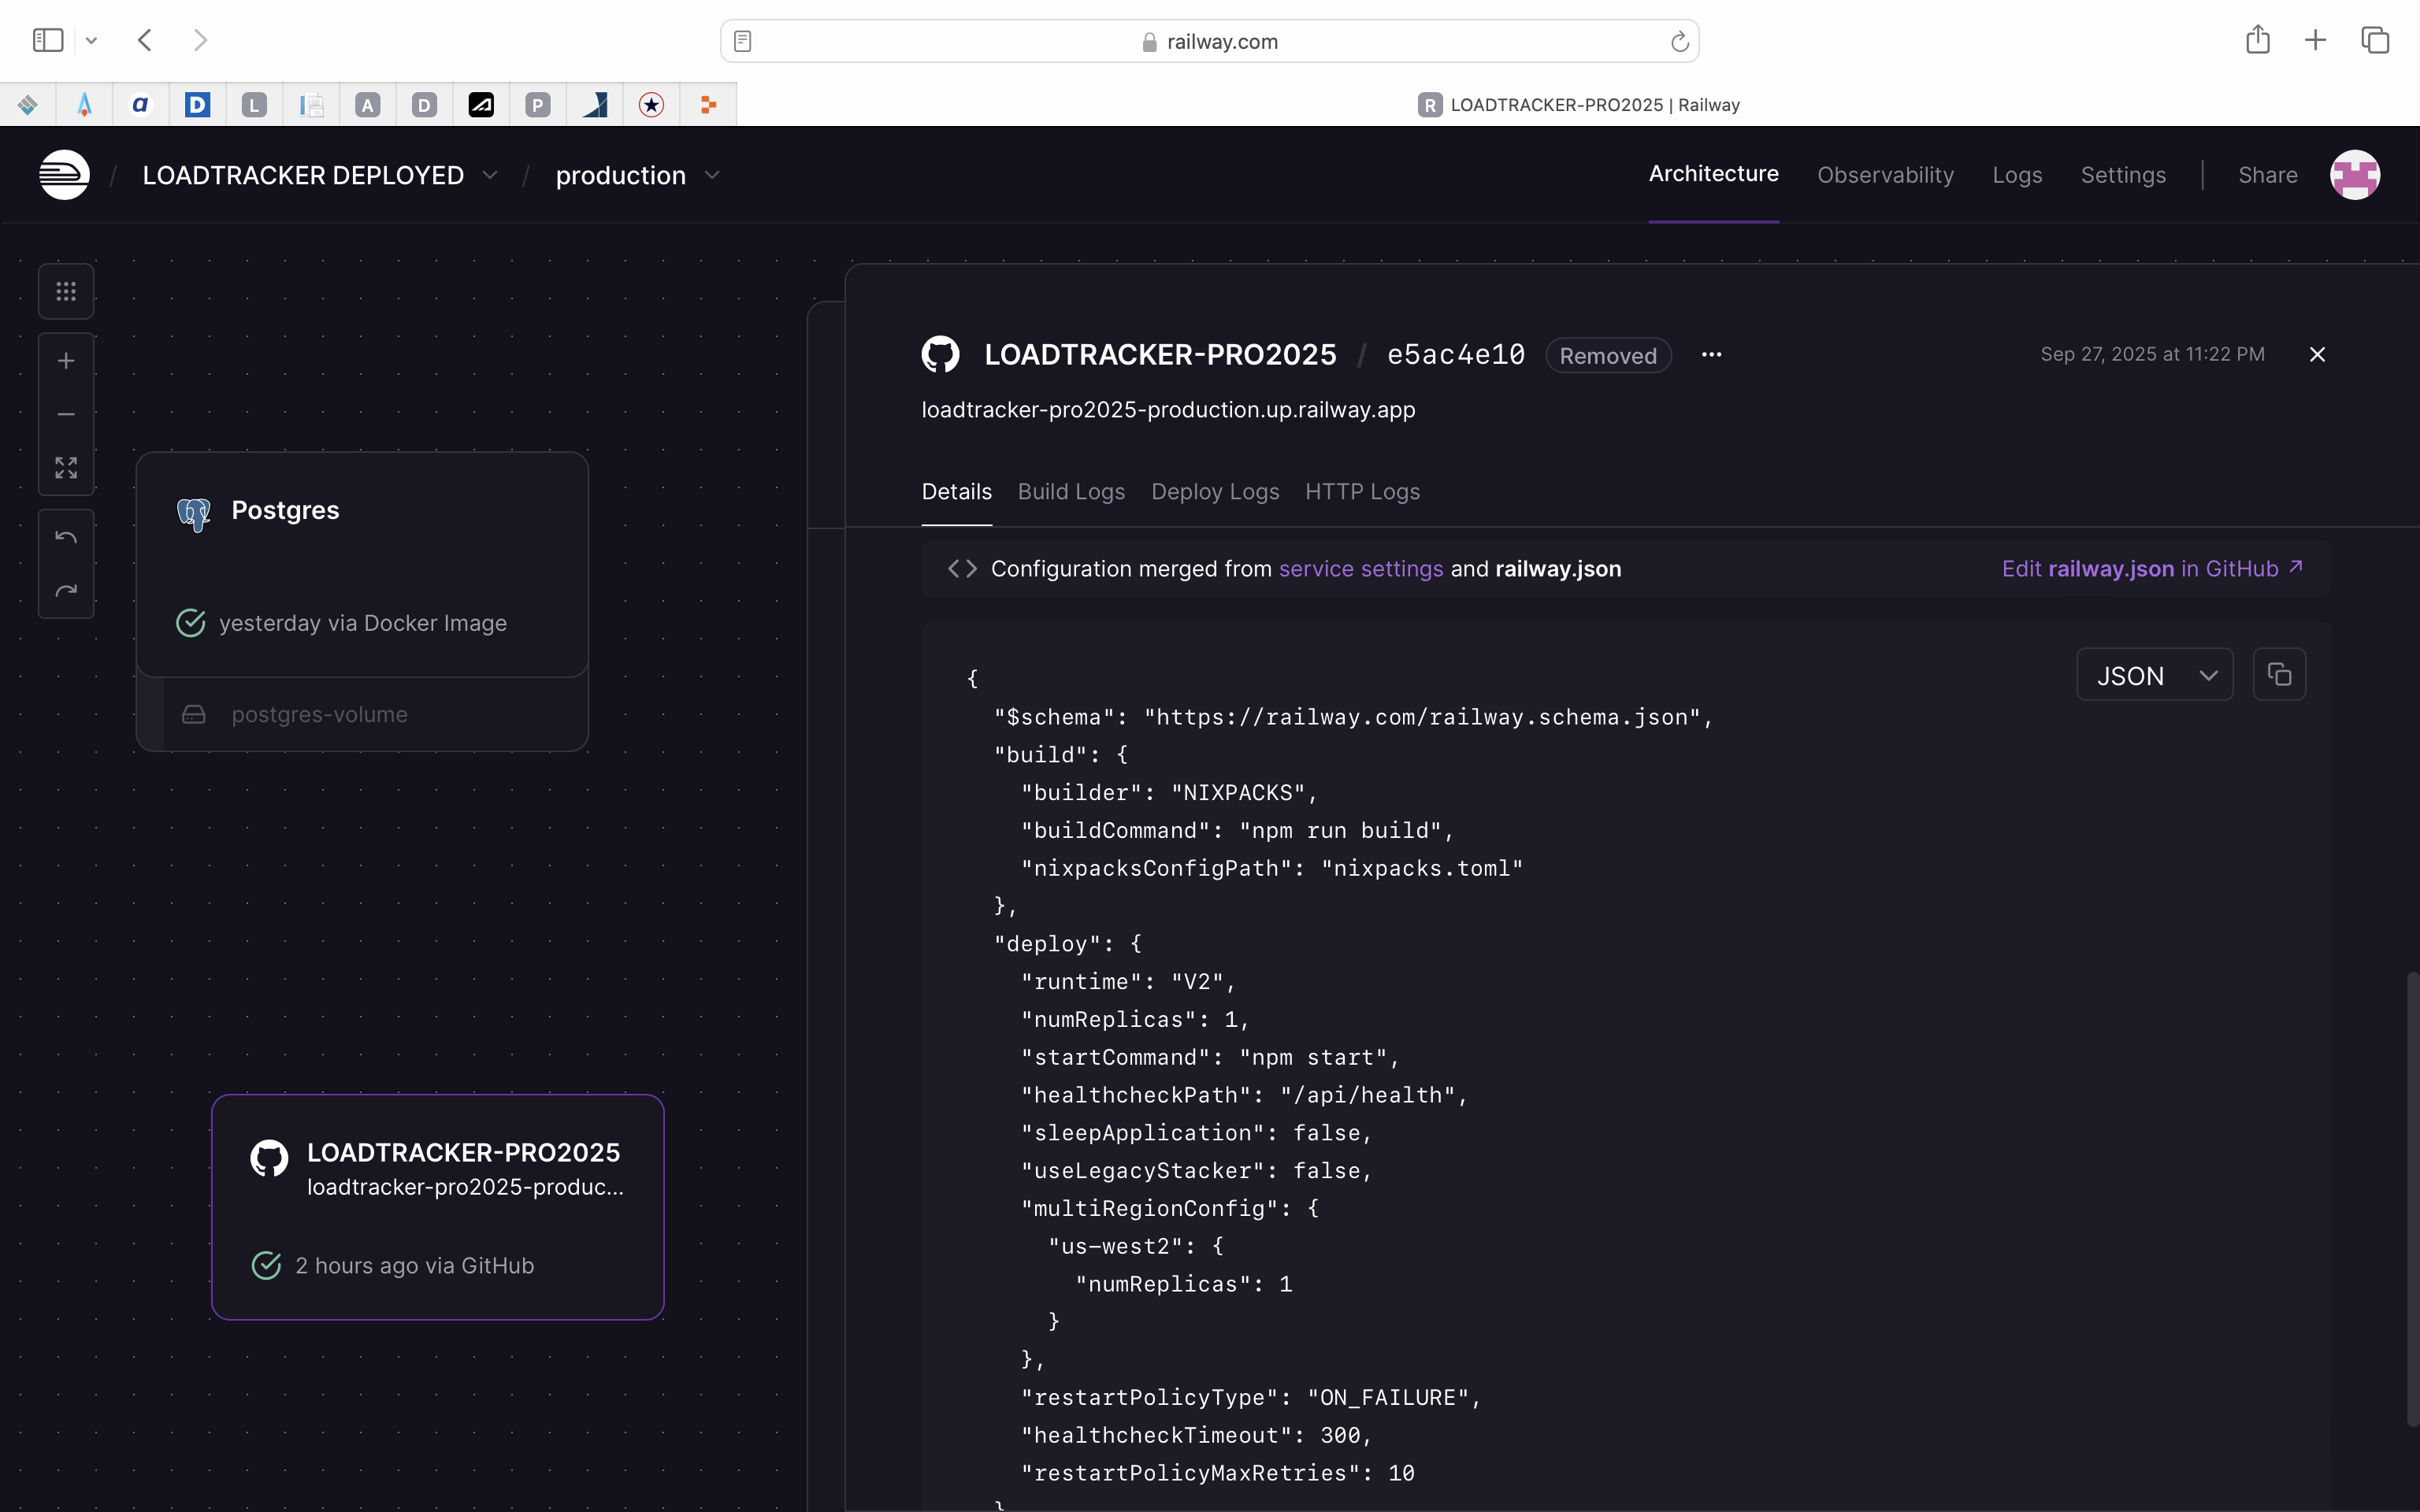 railway.com
a D L A D P
R LOADTRACKER-PRO2025 | Railway
/ LOADTRACKER DEPLOYED / production
Architecture Observability Logs Settings | Share
Postgres
yesterday via Docker Image
postgres-volume
LOADTRACKER-PRO2025
loadtracker-pro2025-produc...
2 hours ago via GitHub
LOADTRACKER-PRO2025 / e5ac4e10 Removed ...
Sep 27, 2025 at 11:22 PM
loadtracker-pro2025-production.up.railway.app
Details Build Logs Deploy Logs HTTP Logs
<> Configuration merged from service settings and railway.json
Edit railway.json in GitHub ↗
JSON
{
"$schema": "https://railway.com/railway.schema.json",
"build": {
"builder": "NIXPACKS",
"buildCommand": "npm run build",
"nixpacksConfigPath": "nixpacks.toml"
},
"deploy": {
"runtime": "V2",
"numReplicas": 1,
"startCommand": "npm start",
"healthcheckPath": "/api/health",
"sleepApplication": false,
"useLegacyStacker": false,
"multiRegionConfig": {
"us-west2": {
"numReplicas": 1
}
},
"restartPolicyType": "ON_FAILURE",
"healthcheckTimeout": 300,
"restartPolicyMaxRetries": 10
}